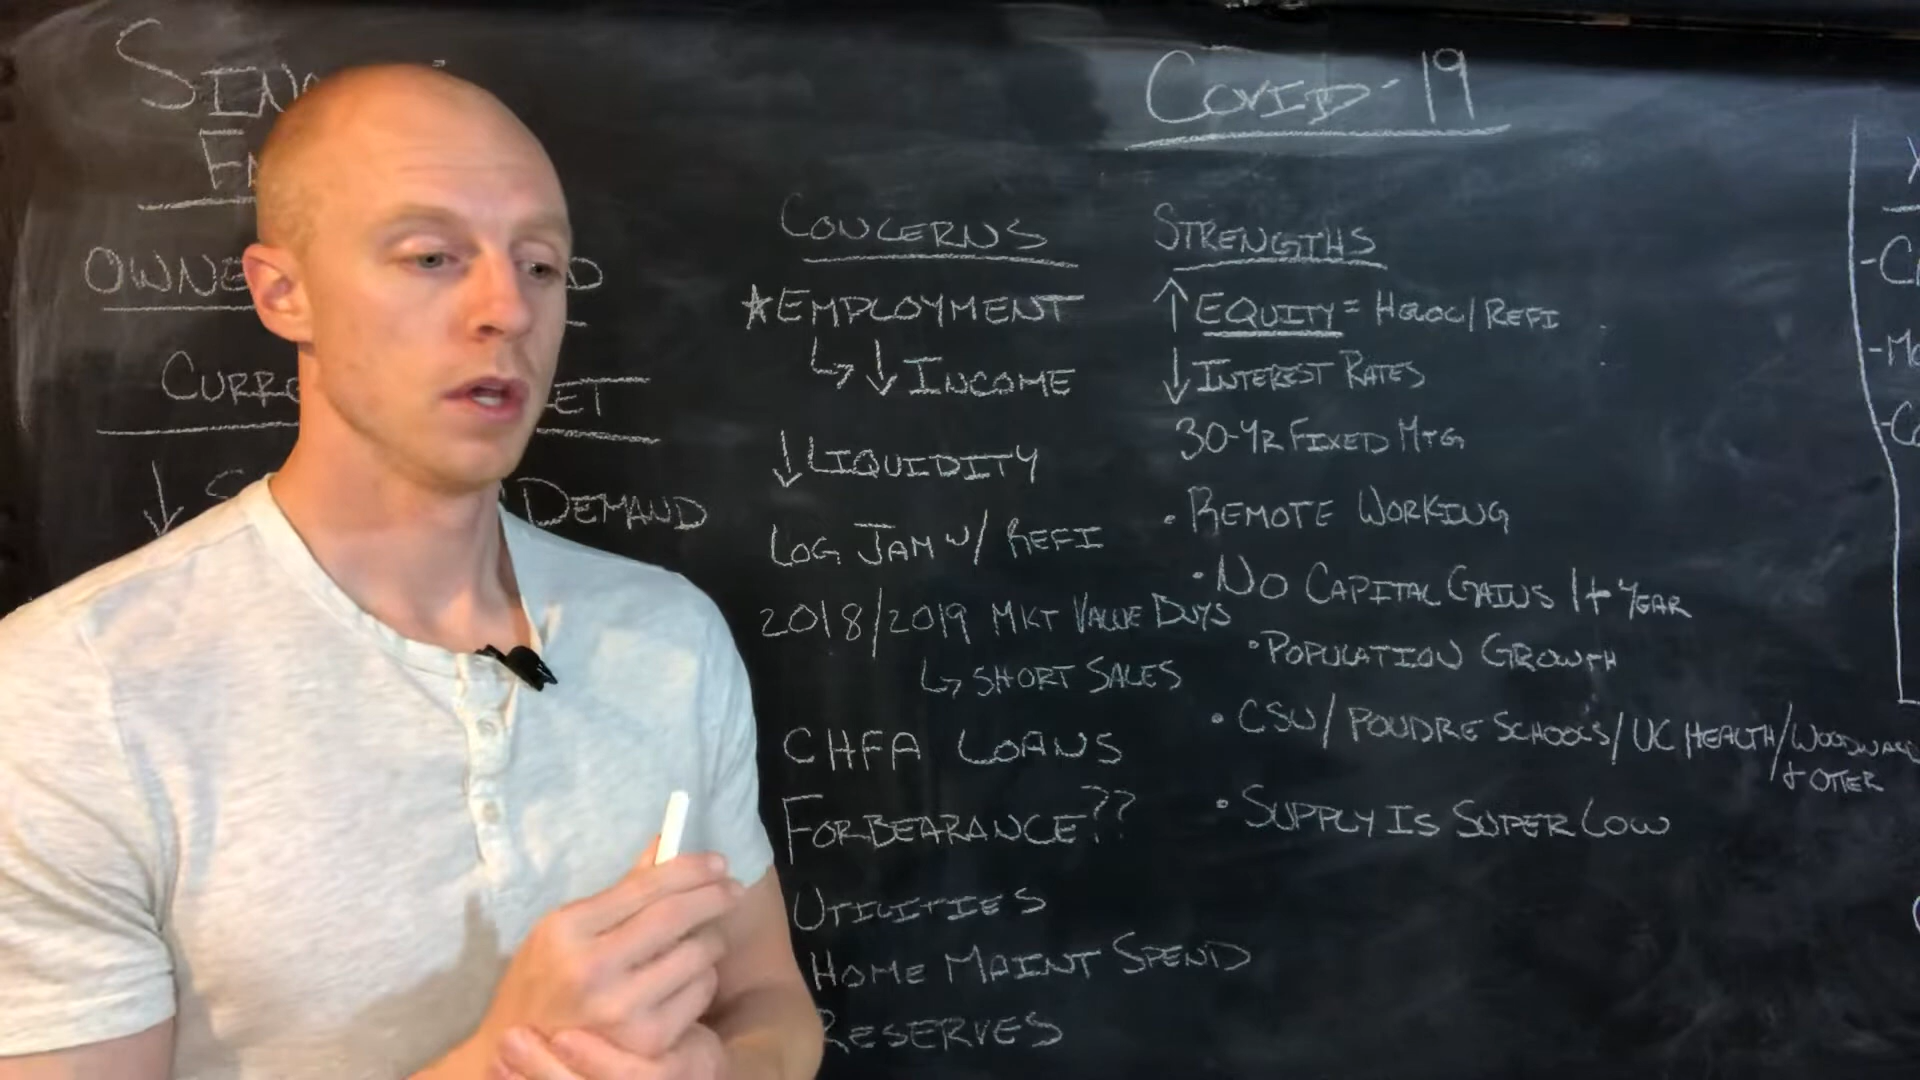 COVID-19
DEMAND
CONCERNS
*EMPLOYMENT
↳ ↓ INCOME
↓ LIQUIDITY
LOG JAM W/ REFI
2018/2019 MKT VALUE BUYS
↳ SHORT SALES
CHFA LOANS
FORBEARANCE??
UTILITIES
HOME MAINT SPEND
RESERVES
STRENGTHS
↑ EQUITY = HELOC/REFI
↓ INTEREST RATES
30-YR FIXED MTG
• REMOTE WORKING
• NO CAPITAL GAINS 1+ YEAR
• POPULATION GROWTH
• CSU/POUDRE SCHOOLS/UC HEALTH/WOODWARD
+ OTTER
• SUPPLY IS SUPER LOW